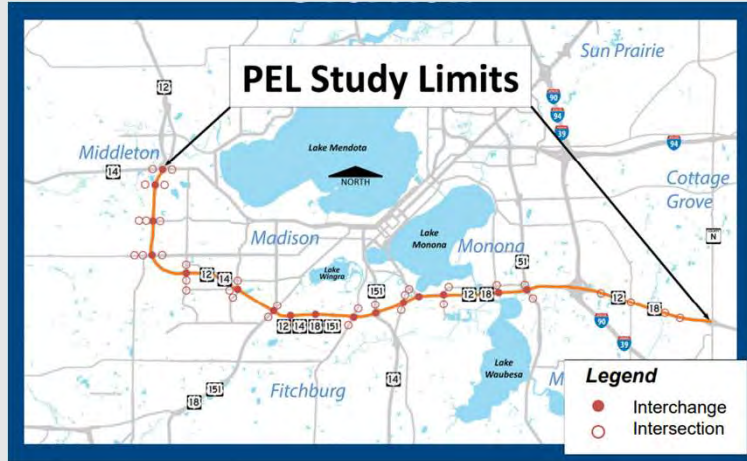 PEL Study Limits
Sun Prairie
12
90
94
39
94
Middleton
14
Lake Mendota
NORTH
Cottage
Grove
N
Madison
Lake
Monona
Monona
51
Lake
Wingra
12
14
151
12 18
12
18
12 14 18 151
90
39
Lake
Waubesa
14
Fitchburg
18 151
M
Legend
Interchange
Intersection